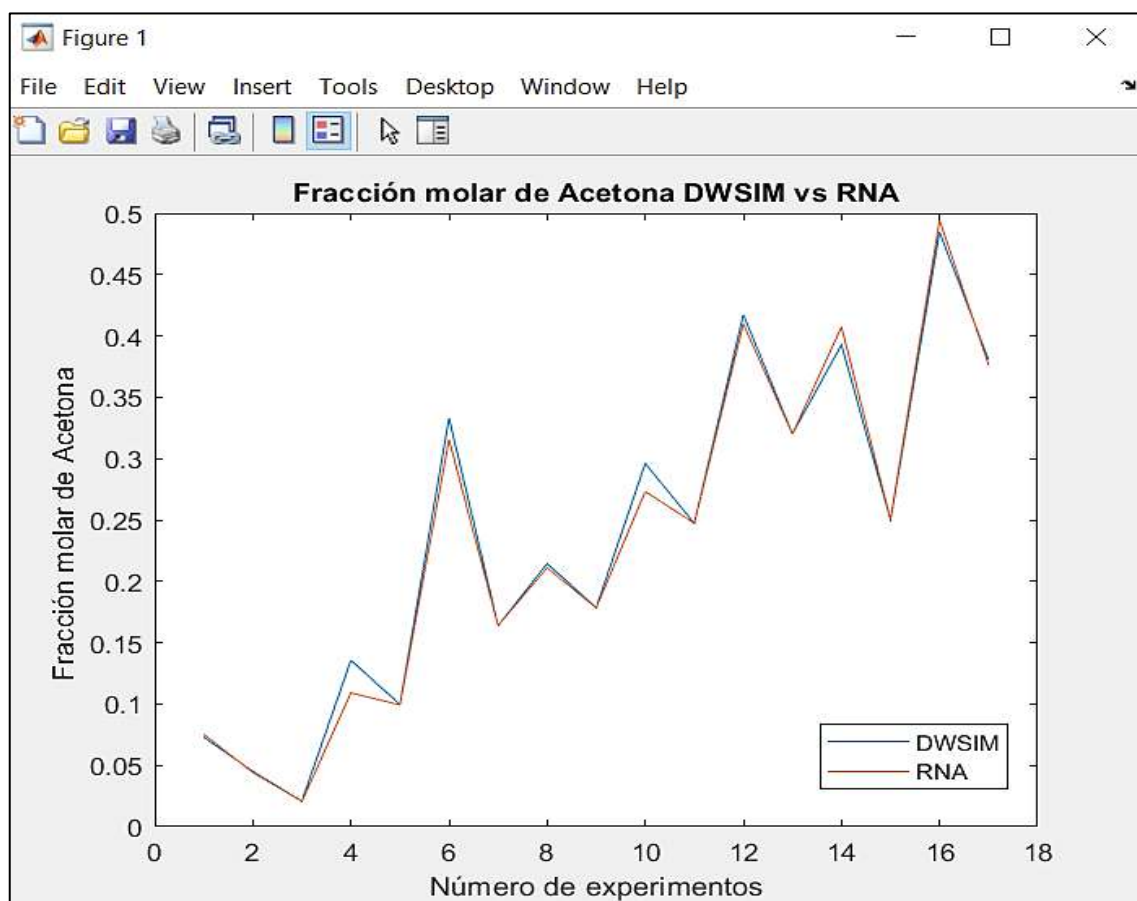 Figure 1
File Edit View Insert Tools Desktop Window Help
Fracción molar de Acetona DWSIM vs RNA
Fracción molar de Acetona
0.5
0.45
0.4
0.35
0.3
0.25
0.2
0.15
0.1
0.05
0
0 2 4 6 8 10 12 14 16 18
DWSIM
RNA
Número de experimentos